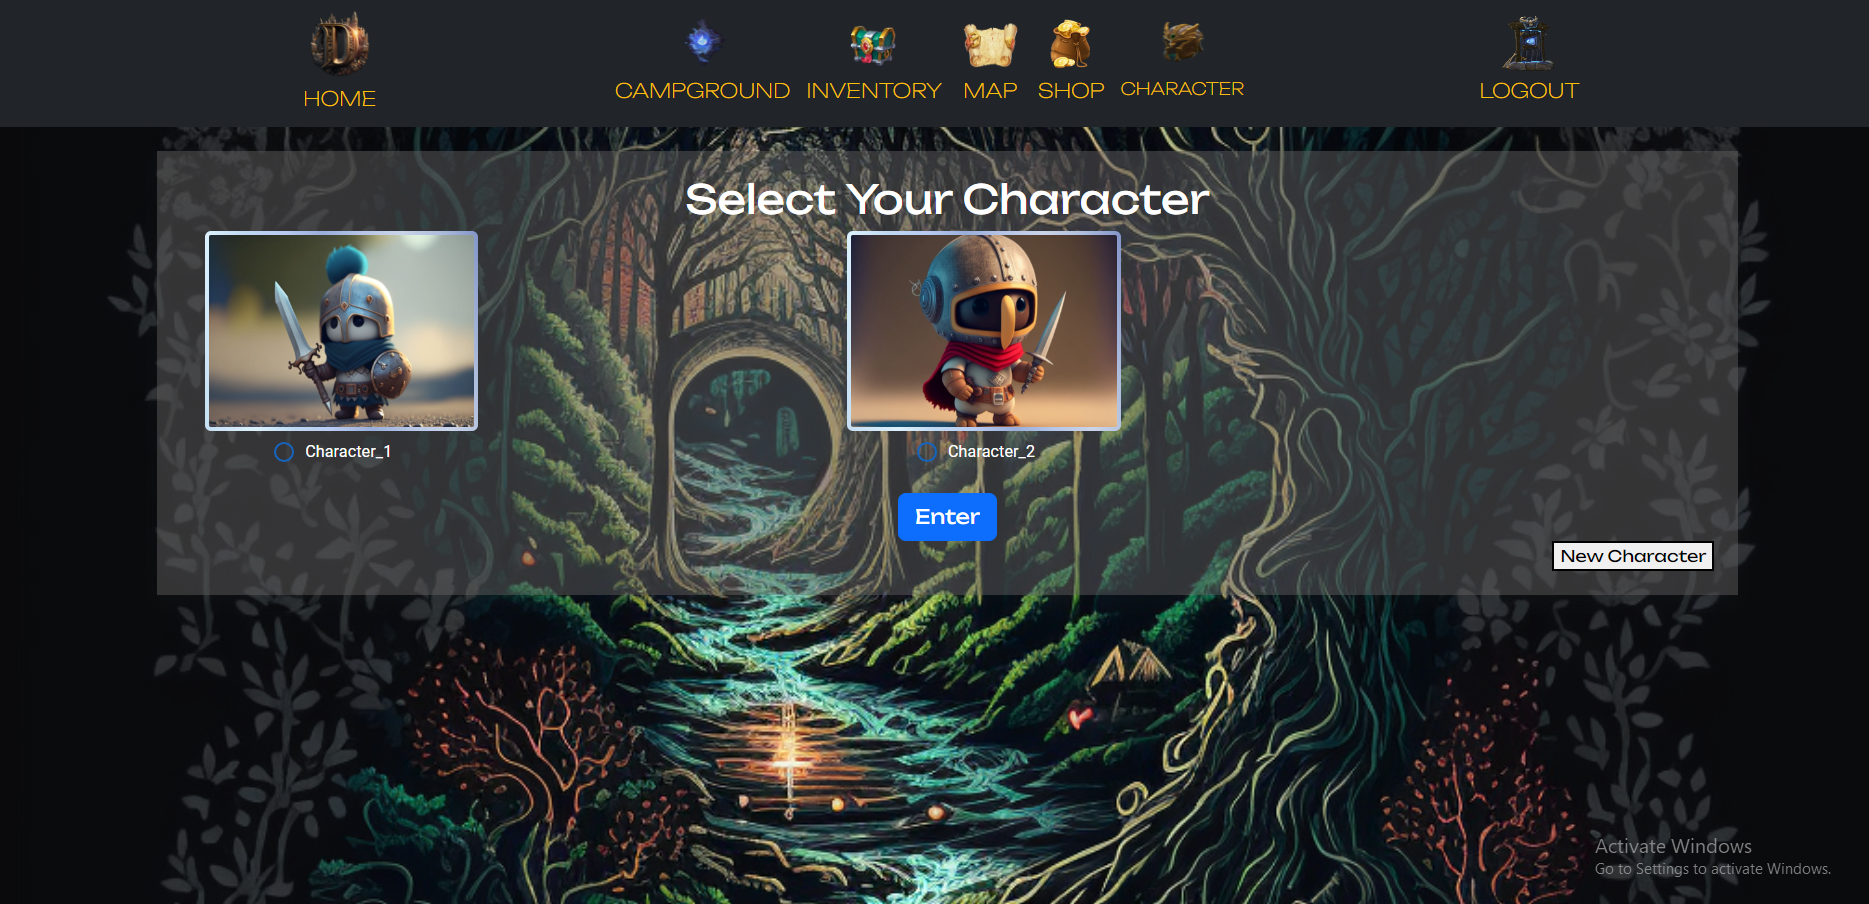 HOME
CAMPGROUND
INVENTORY
MAP
SHOP
CHARACTER
LOGOUT
Select Your Character
Character_1
Character_2
Enter
New Character
Activate Windows
Go to Settings to activate Windows.